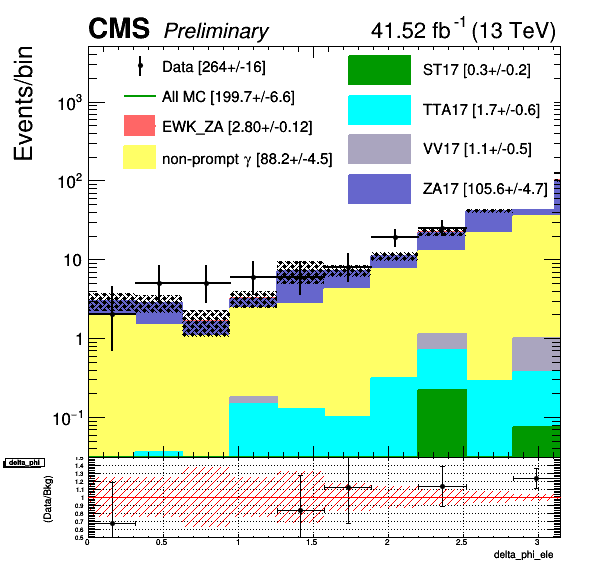 CMS Preliminary 41.52 fb⁻¹ (13 TeV)
Events/bin
Data [264+/-16]
All MC [199.7+/-6.6]
EWK_ZA [2.80+/-0.12]
non-prompt γ [88.2+/-4.5]
ST17 [0.3+/-0.2]
TTA17 [1.7+/-0.6]
VV17 [1.1+/-0.5]
ZA17 [105.6+/-4.7]
10³
10²
10
1
10⁻¹
delta_phi
(Data/Bkg)
1.5
1.4
1.3
1.2
1.1
1
0.9
0.8
0.7
0.6
0.5
0 0.5 1 1.5 2 2.5 3
delta_phi_ele